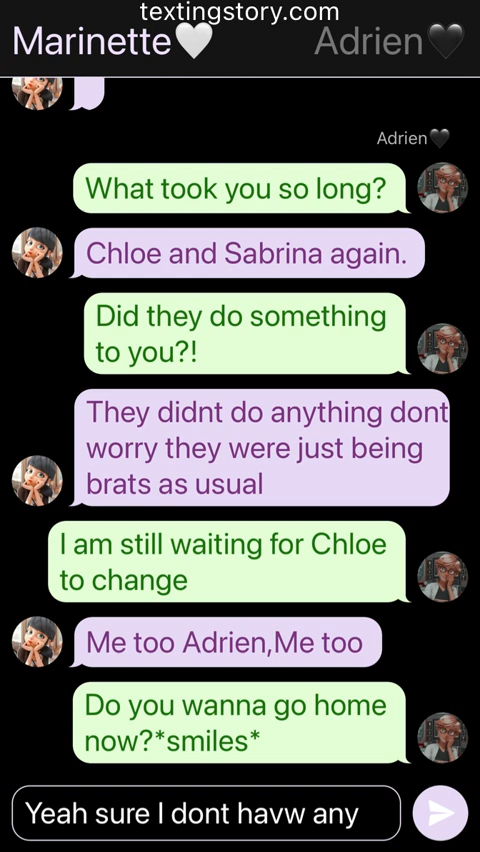 textingstory.com
Marinette🤍
Adrien🖤
Adrien🖤
What took you so long?
Chloe and Sabrina again.
Did they do something
to you?!
They didnt do anything dont
worry they were just being
brats as usual
I am still waiting for Chloe
to change
Me too Adrien,Me too
Do you wanna go home
now?*smiles*
Yeah sure I dont havw any